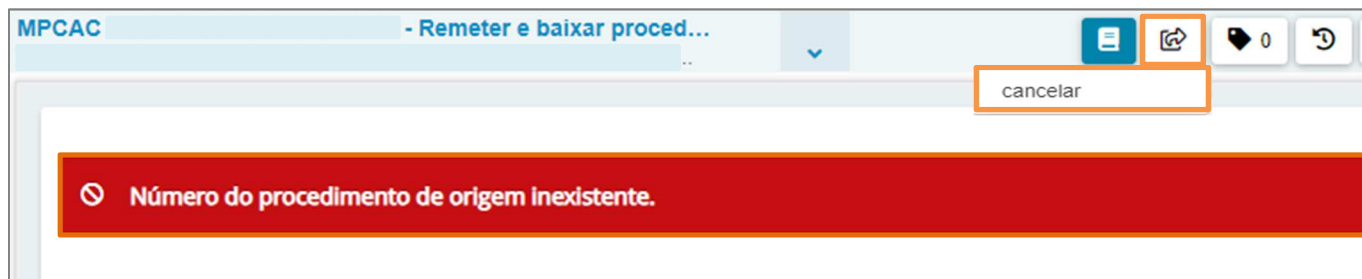 MPCAC - Remeter e baixar proced...
..
0
cancelar
Número do procedimento de origem inexistente.